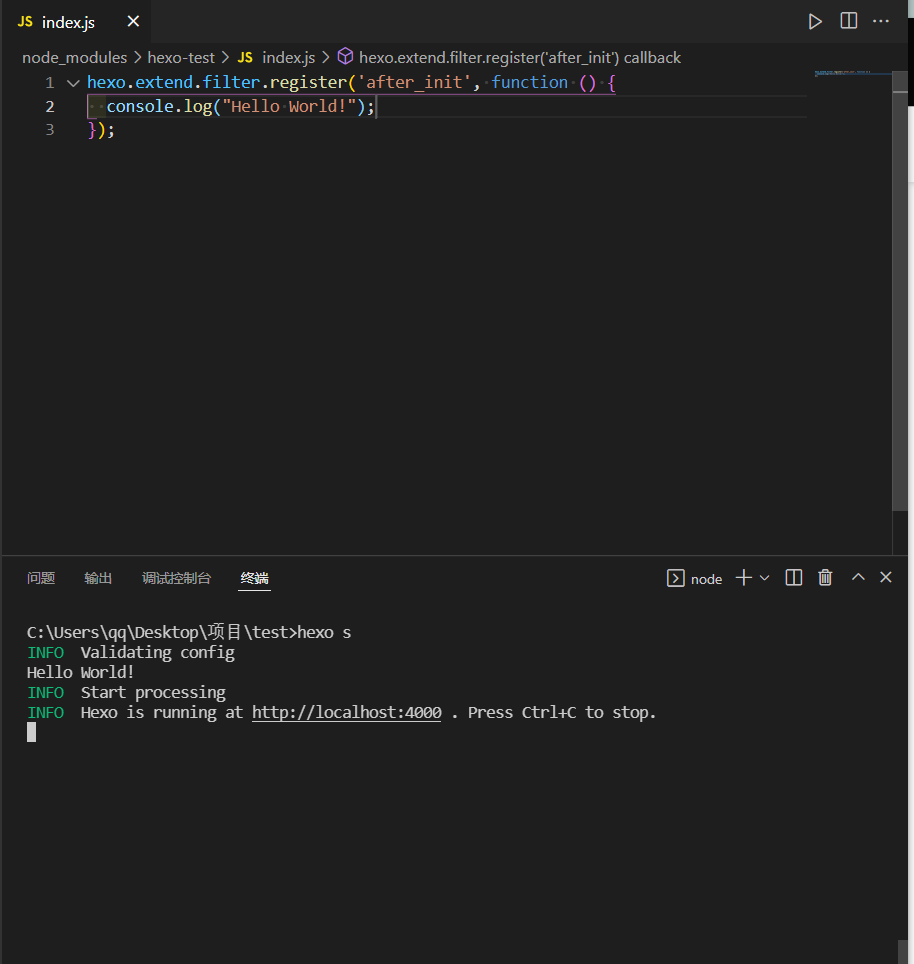 JS index.js
node_modules > hexo-test > JS index.js > hexo.extend.filter.register('after_init') callback
1 hexo.extend.filter.register('after_init', function () {
2 console.log("Hello World!");
3 });
问题 输出 调试控制台 终端 node
C:\Users\qq\Desktop\项目\test>hexo s
INFO Validating config
Hello World!
INFO Start processing
INFO Hexo is running at http://localhost:4000 . Press Ctrl+C to stop.